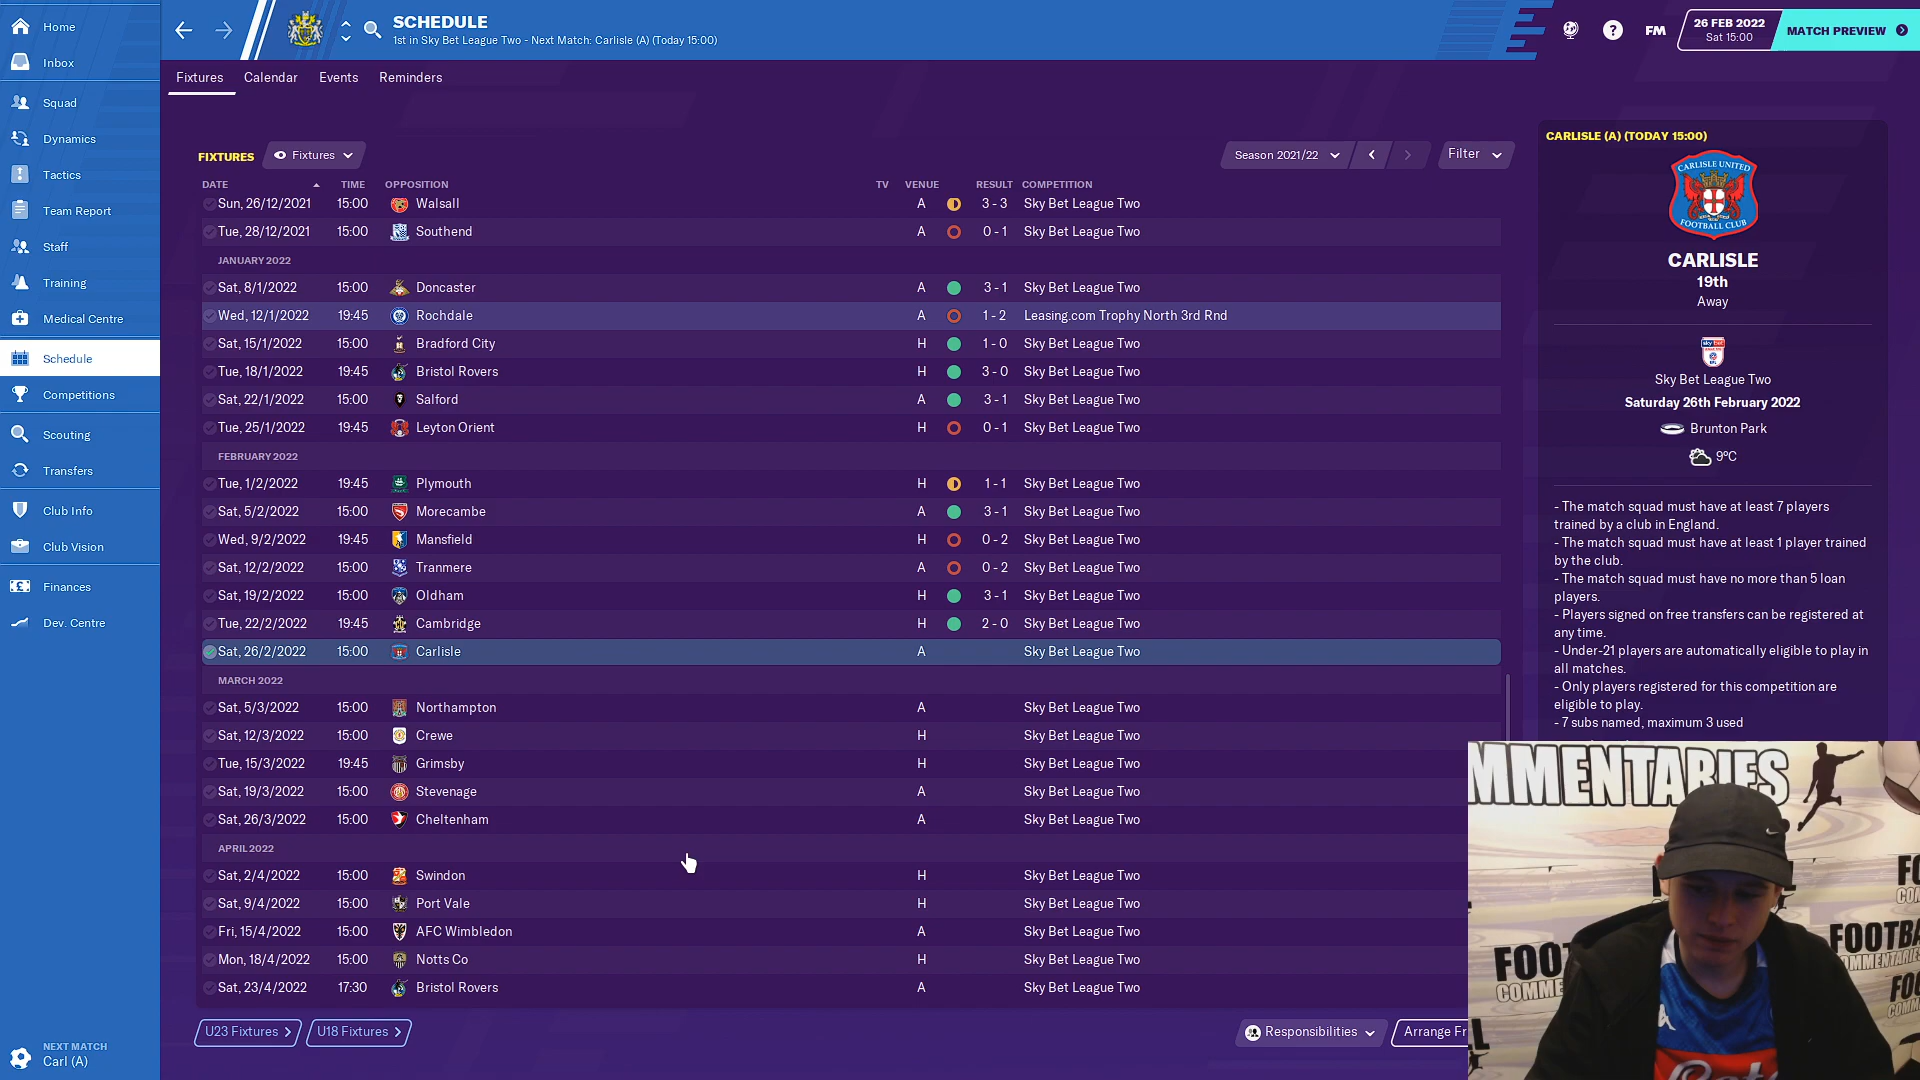 Home
Inbox
Squad
Dynamics
Tactics
Team Report
Staff
Training
Medical Centre
Schedule
Competitions
Scouting
Transfers
Club Info
Club Vision
Finances
Dev. Centre
NEXT MATCH
Carl (A)
SCHEDULE
1st in Sky Bet League Two - Next Match: Carlisle (A) (Today 15:00)
FM
26 FEB 2022
Sat 15:00
MATCH PREVIEW
Fixtures Calendar Events Reminders
FIXTURES Fixtures Season 2021/22 Filter
DATE TIME OPPOSITION TV VENUE RESULT COMPETITION
Sun, 26/12/2021 15:00 Walsall A 3 - 3 Sky Bet League Two
Tue, 28/12/2021 15:00 Southend A 0 - 1 Sky Bet League Two
JANUARY 2022
Sat, 8/1/2022 15:00 Doncaster A 3 - 1 Sky Bet League Two
Wed, 12/1/2022 19:45 Rochdale A 1 - 2 Leasing.com Trophy North 3rd Rnd
Sat, 15/1/2022 15:00 Bradford City H 1 - 0 Sky Bet League Two
Tue, 18/1/2022 19:45 Bristol Rovers H 3 - 0 Sky Bet League Two
Sat, 22/1/2022 15:00 Salford A 3 - 1 Sky Bet League Two
Tue, 25/1/2022 19:45 Leyton Orient H 0 - 1 Sky Bet League Two
FEBRUARY 2022
Tue, 1/2/2022 19:45 Plymouth H 1 - 1 Sky Bet League Two
Sat, 5/2/2022 15:00 Morecambe A 3 - 1 Sky Bet League Two
Wed, 9/2/2022 19:45 Mansfield H 0 - 2 Sky Bet League Two
Sat, 12/2/2022 15:00 Tranmere A 0 - 2 Sky Bet League Two
Sat, 19/2/2022 15:00 Oldham H 3 - 1 Sky Bet League Two
Tue, 22/2/2022 19:45 Cambridge H 2 - 0 Sky Bet League Two
Sat, 26/2/2022 15:00 Carlisle A Sky Bet League Two
MARCH 2022
Sat, 5/3/2022 15:00 Northampton A Sky Bet League Two
Sat, 12/3/2022 15:00 Crewe H Sky Bet League Two
Tue, 15/3/2022 19:45 Grimsby H Sky Bet League Two
Sat, 19/3/2022 15:00 Stevenage A Sky Bet League Two
Sat, 26/3/2022 15:00 Cheltenham A Sky Bet League Two
APRIL 2022
Sat, 2/4/2022 15:00 Swindon H Sky Bet League Two
Sat, 9/4/2022 15:00 Port Vale H Sky Bet League Two
Fri, 15/4/2022 15:00 AFC Wimbledon A Sky Bet League Two
Mon, 18/4/2022 15:00 Notts Co H Sky Bet League Two
Sat, 23/4/2022 17:30 Bristol Rovers A Sky Bet League Two
U23 Fixtures U18 Fixtures Responsibilities Arrange Fr
CARLISLE (A) (TODAY 15:00)
CARLISLE UNITED
FOOTBALL CLUB
CARLISLE
19th
Away
sky bet
EFL
Sky Bet League Two
Saturday 26th February 2022
Brunton Park
9°C
- The match squad must have at least 7 players
trained by a club in England.
- The match squad must have at least 1 player trained
by the club.
- The match squad must have no more than 5 loan
players.
- Players signed on free transfers can be registered at
any time.
- Under-21 players are automatically eligible to play in
all matches.
- Only players registered for this competition are
eligible to play.
- 7 subs named, maximum 3 used
MMENTARIES
FOO
COMME
FOOTBA
MMENTARIES